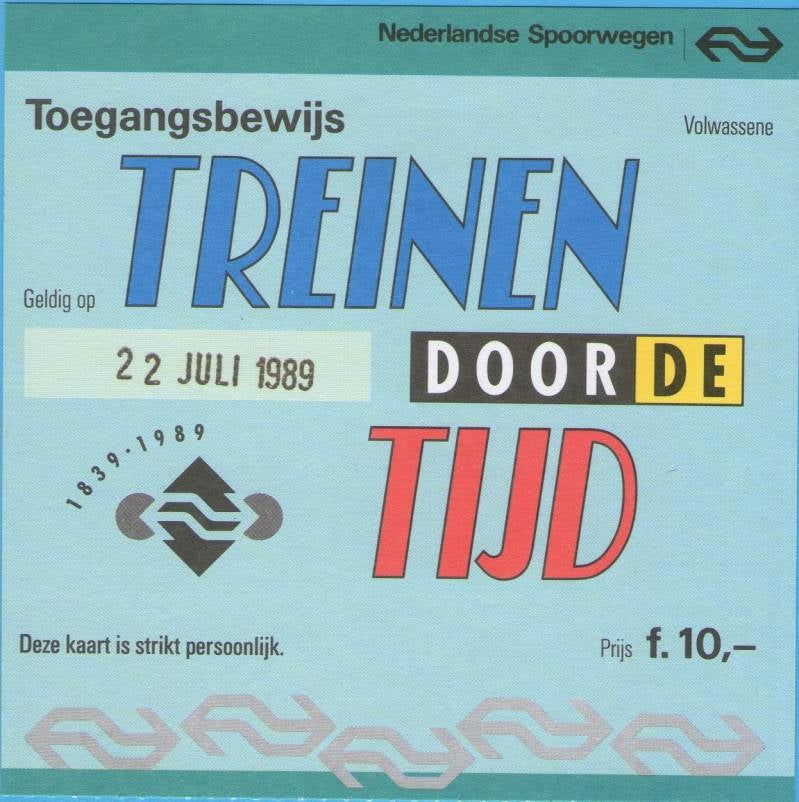 Nederlandse Spoorwegen
Toegangsbewijs
Volwassene
TREINEN
Geldig op
22 JULI 1989
DOOR DE
1839·1989
TIJD
Deze kaart is strikt persoonlijk.
Prijs f. 10,–